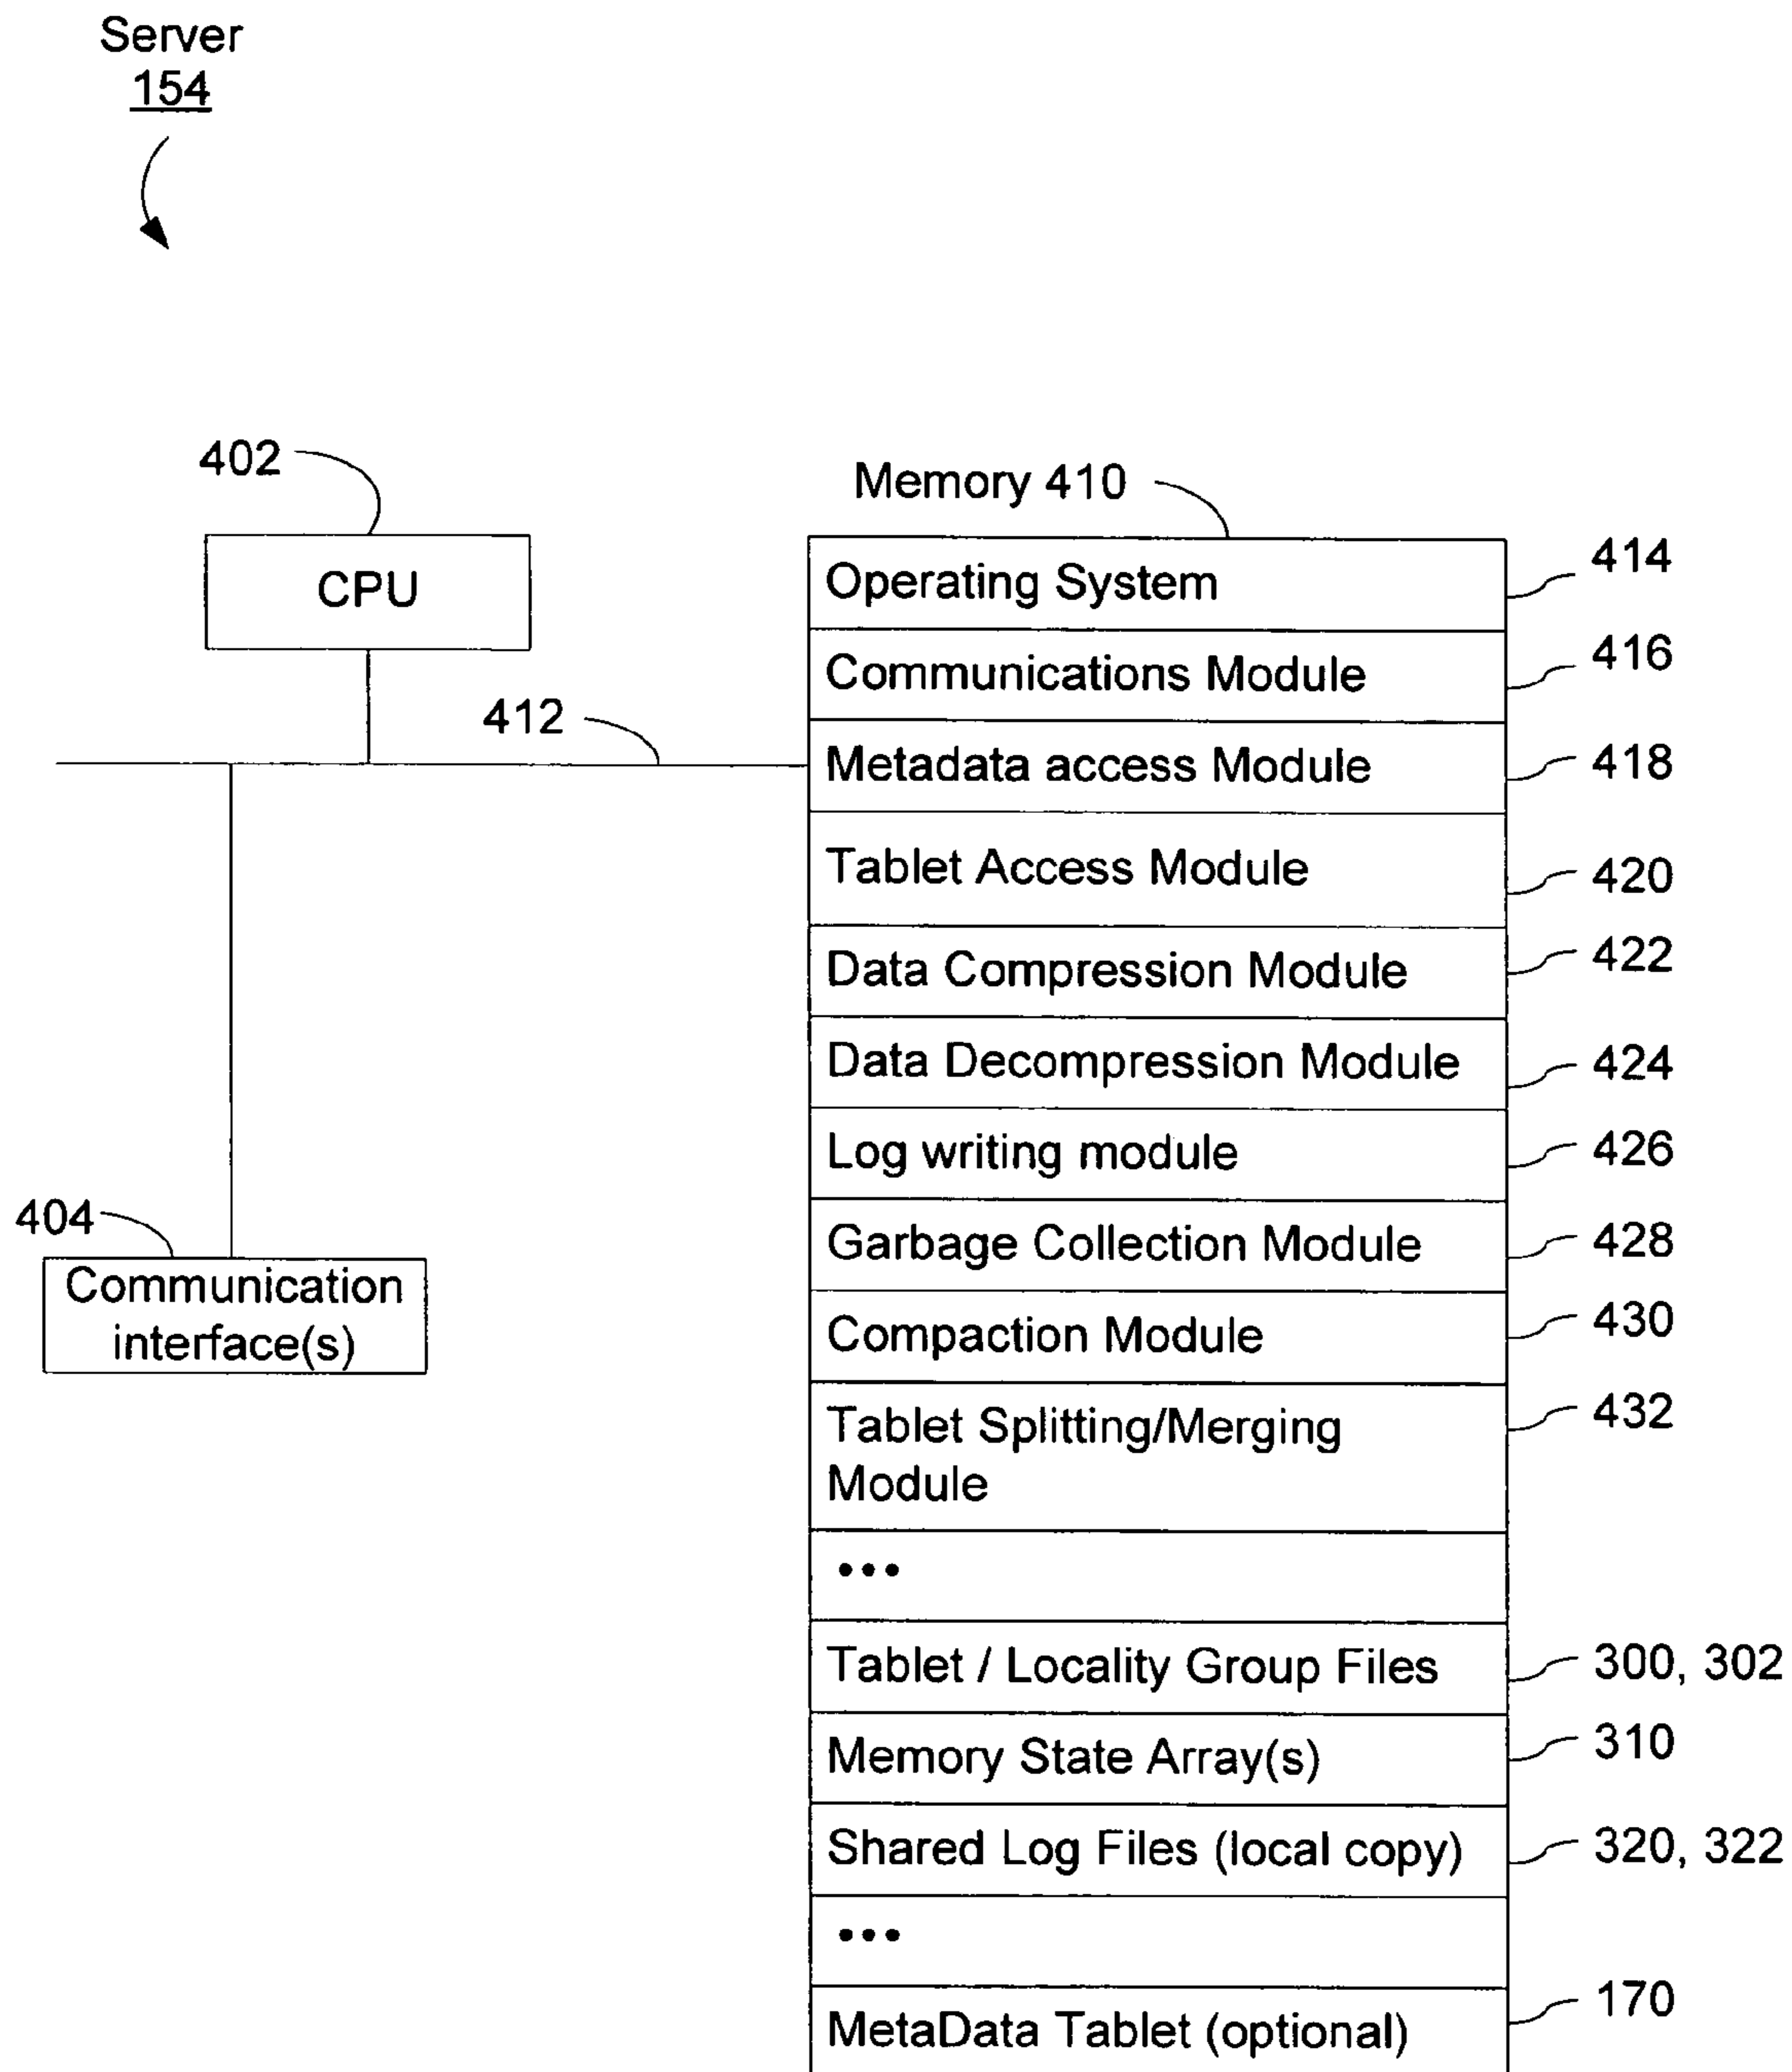 Server
154
402
Memory 410
CPU
412
404
Communication
interface(s)
Operating System
414
Communications Module
416
Metadata access Module
418
Tablet Access Module
420
Data Compression Module
422
Data Decompression Module
424
Log writing module
426
Garbage Collection Module
428
Compaction Module
430
Tablet Splitting/Merging
Module
432
•••
Tablet / Locality Group Files
300, 302
Memory State Array(s)
310
Shared Log Files (local copy)
320, 322
•••
MetaData Tablet (optional)
170